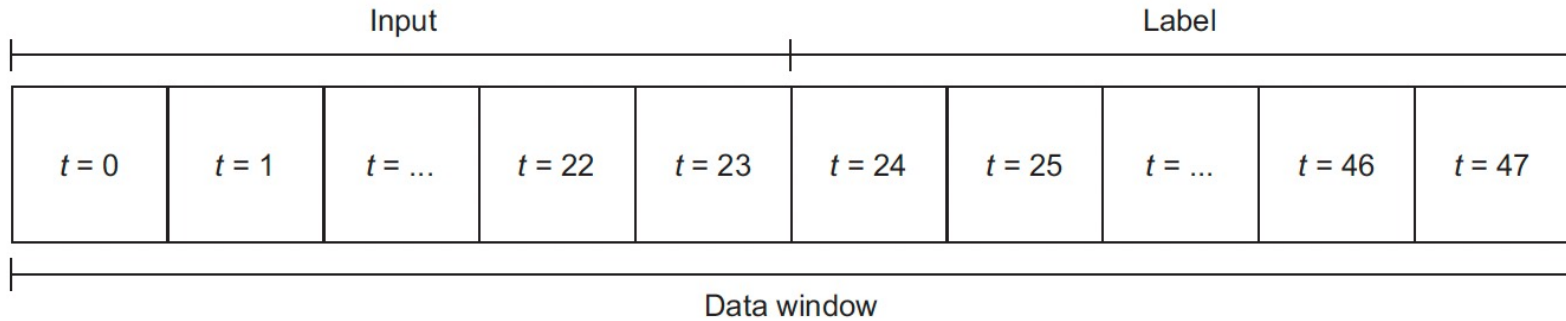 Input Label
t = 0 t = 1 t = ... t = 22 t = 23 t = 24 t = 25 t = ... t = 46 t = 47
Data window